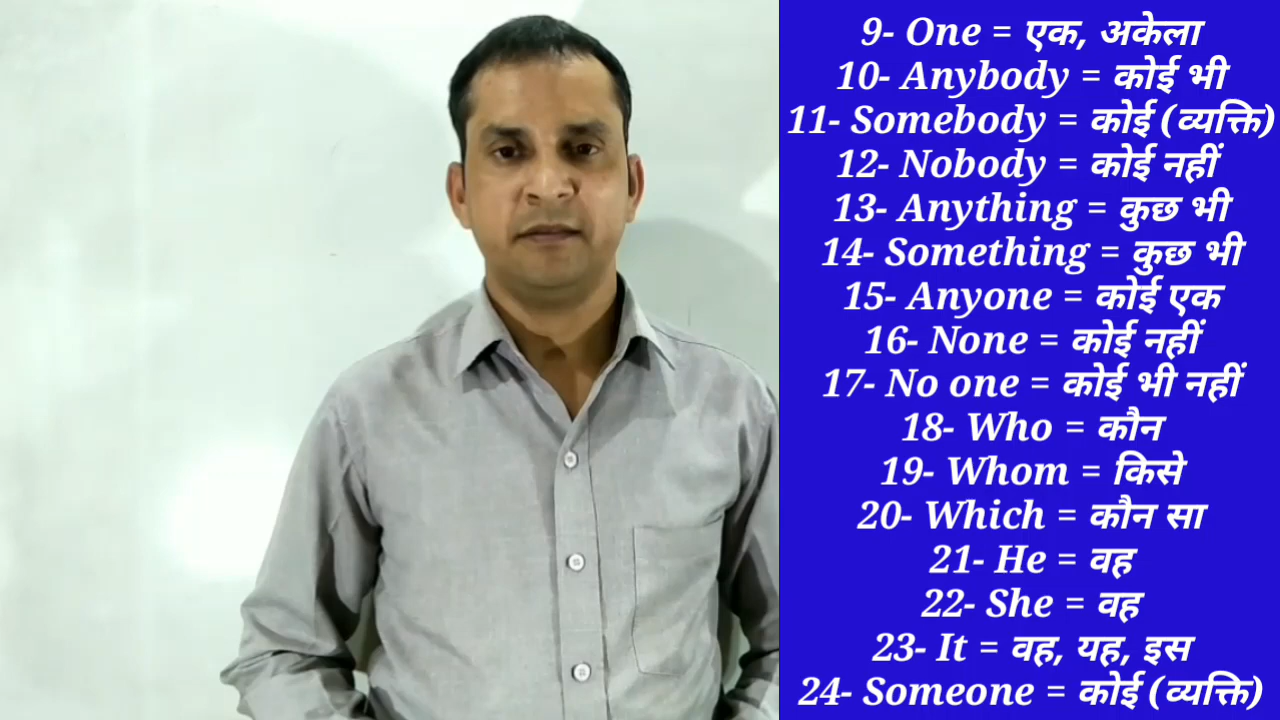 9- One = एक, अकेला
10- Anybody = कोई भी
11- Somebody = कोई (व्यक्ति)
12- Nobody = कोई नहीं
13- Anything = कुछ भी
14- Something = कुछ भी
15- Anyone = कोई एक
16- None = कोई नहीं
17- No one = कोई भी नहीं
18- Who = कौन
19- Whom = किसे
20- Which = कौन सा
21- He = वह
22- She = वह
23- It = वह, यह, इस
24- Someone = कोई (व्यक्ति)